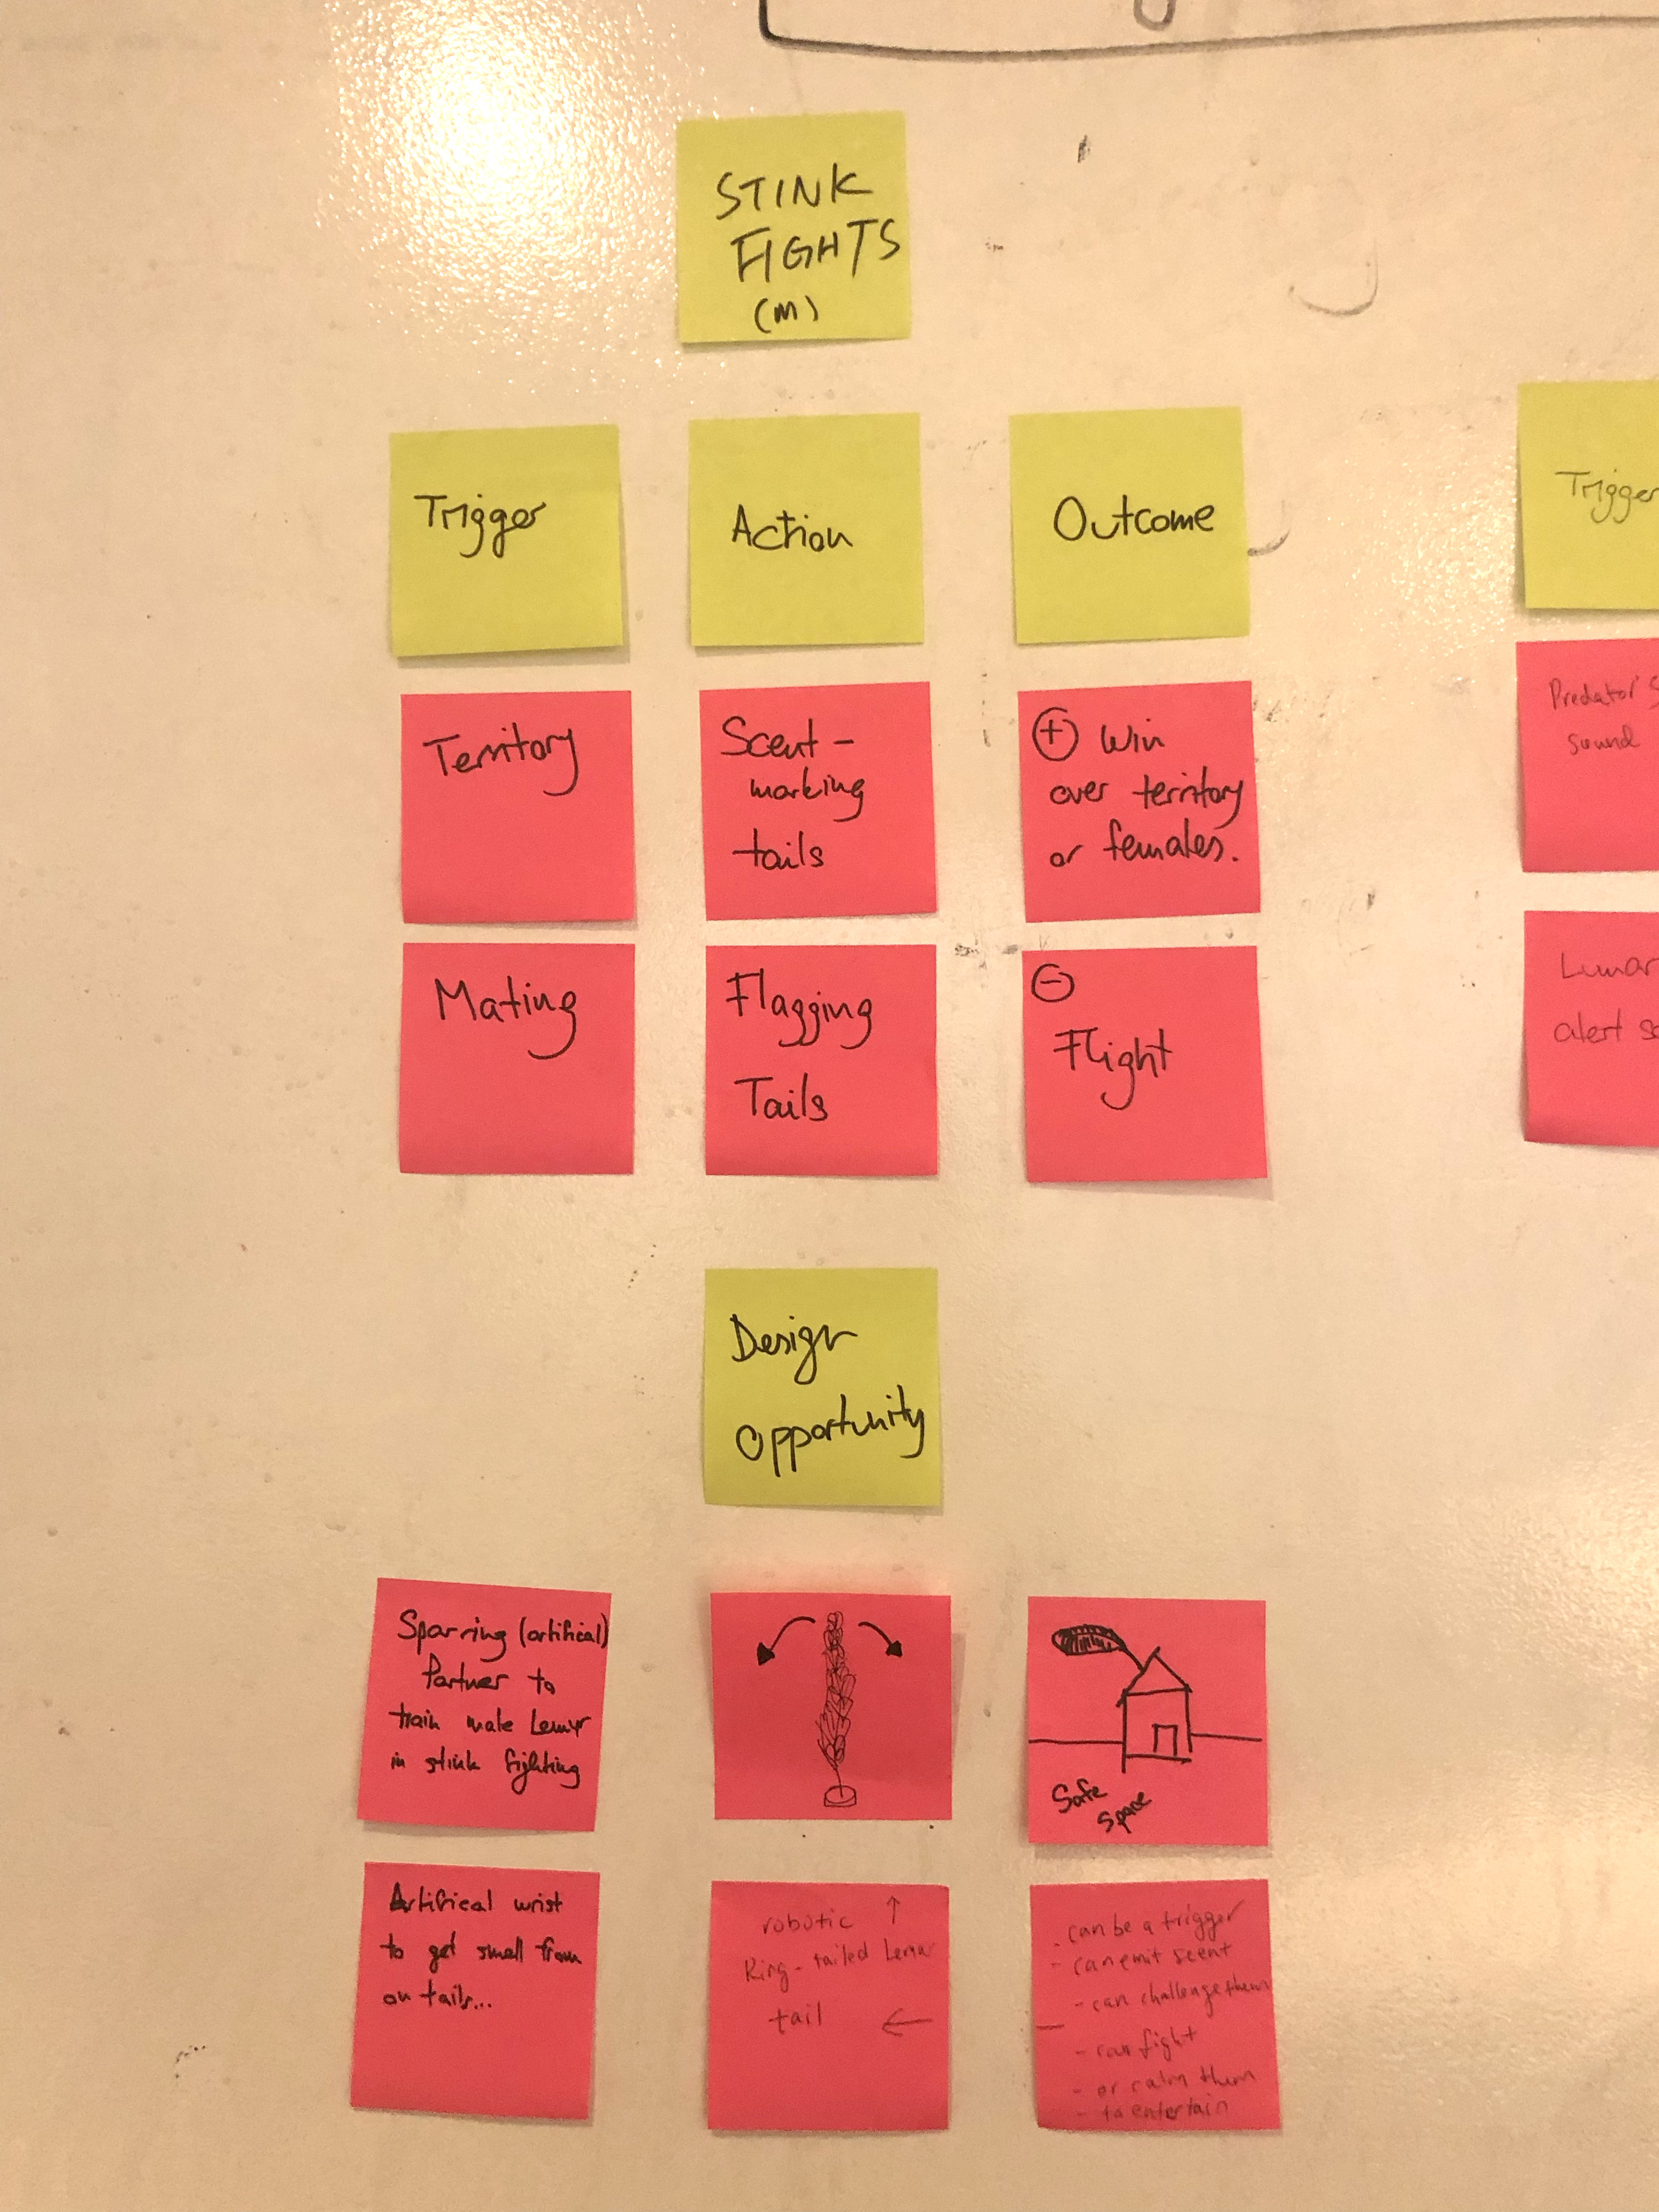 STINK
FIGHTS
(m)
Trigger
Action
Outcome
Trigger
Territory
Scent-
marking
tails
+ Win
over territory
or females.
Predator
sound
Mating
Flagging
Tails
-
Flight
Lumar
alert
Design
Opportunity
Sparring (artificial)
Partner to
train male Lemur
in stink fighting
Safe
space
Artifical wrist
to get smell from
on tails...
robotic
Ring-tailed Lemur
tail
- can be a trigger
- can emit scent
- can challenge them
- can fight
- or calm them
- to entertain